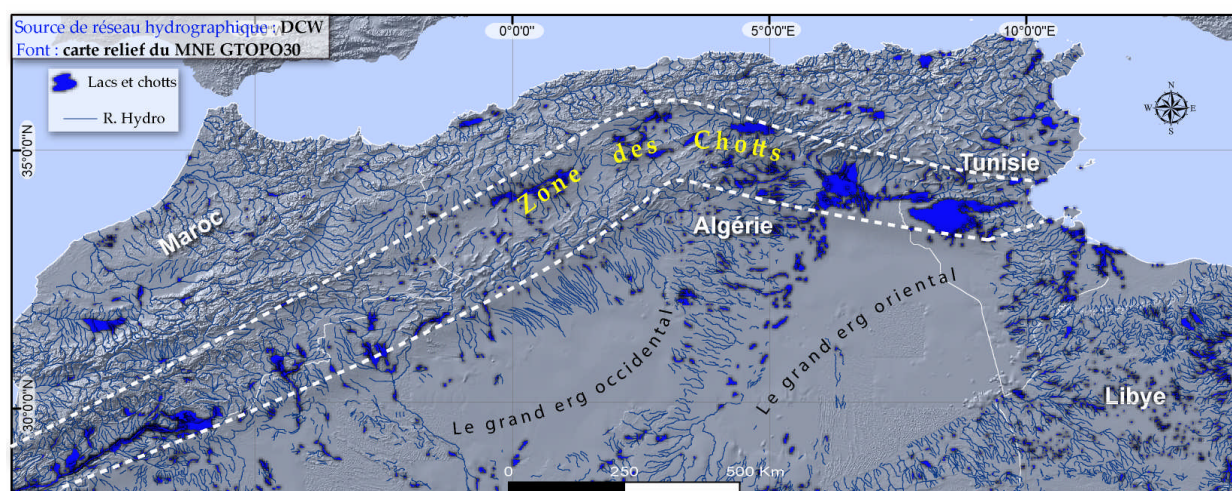 Source de réseau hydrographique : DCW
Font : carte relief du MNE GTOPO30
Lacs et chotts
R. Hydro
0°0'0"
5°0'0"E
10°0'0"E
N
W
E
S
35°0'0"N
30°0'0"N
Zone des Chotts
Maroc
Algérie
Tunisie
Libye
Le grand erg occidental
Le grand erg oriental
0
250
500 Km